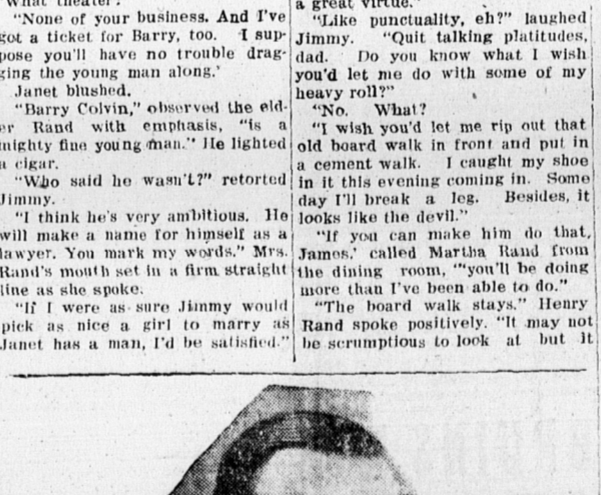 "What theater?
"None of your business. And I've
got a ticket for Barry, too. I sup-
pose you'll have no trouble drag-
ging the young man along.'
Janet blushed.
"Barry Colvin," observed the eld-
er Rand with emphasis, "is a
mighty fine young man." He lighted
a cigar.
"Who said he wasn't?" retorted
Jimmy.
"I think he's very ambitious. He
will make a name for himself as a
lawyer. You mark my words." Mrs.
Rand's mouth set in a firm straight
line as she spoke.
"If I were as sure Jimmy would
pick as nice a girl to marry as
Janet has a man, I'd be satisfied."
a great virtue."
"Like punctuality, eh?" laughed
Jimmy. "Quit talking platitudes,
dad. Do you know what I wish
you'd let me do with some of my
heavy roll?"
"No. What?
"I wish you'd let me rip out that
old board walk in front and put in
a cement walk. I caught my shoe
in it this evening coming in. Some
day I'll break a leg. Besides, it
looks like the devil."
"If you can make him do that,
James.' called Martha Rand from
the dining room, '"you'll be doing
more than I've been able to do."
"The board walk stays." Henry
Rand spoke positively. "It may not
be scrumptious to look at but it